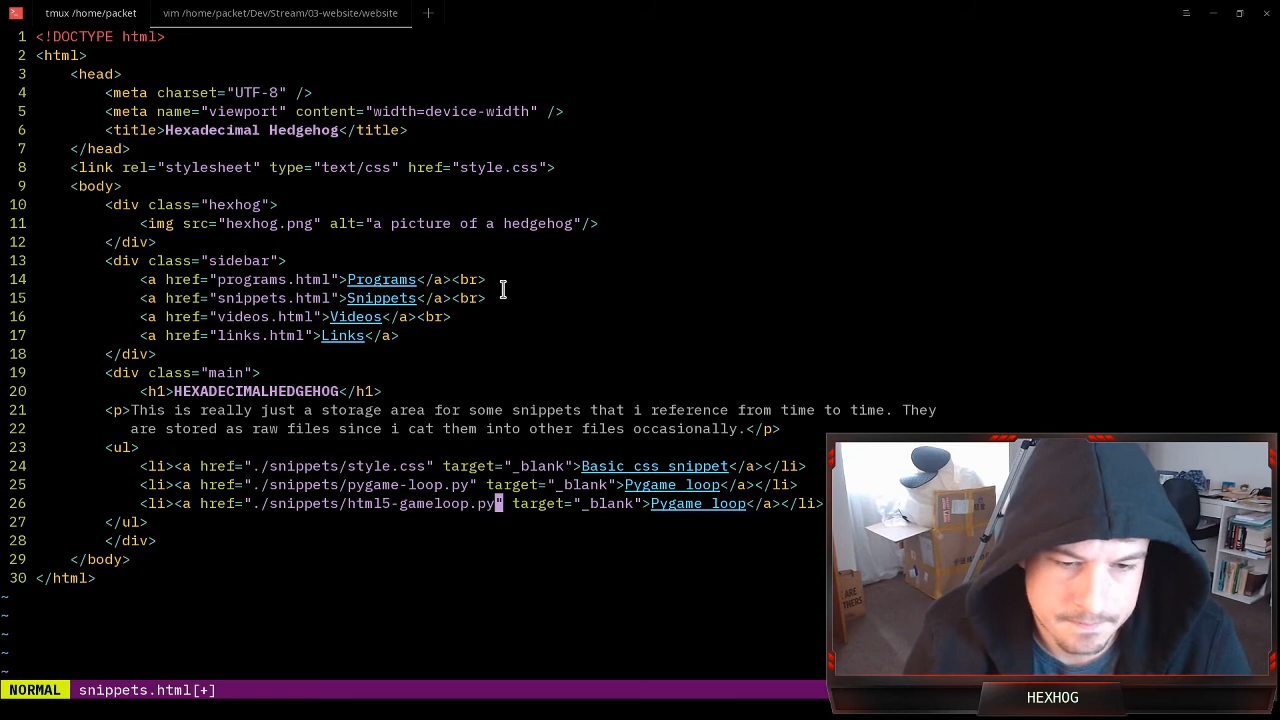 tmux /home/packet
vim /home/packet/Dev/Stream/03-website/website
1 <!DOCTYPE html>
2 <html>
3 <head>
4 <meta charset="UTF-8" />
5 <meta name="viewport" content="width=device-width" />
6 <title>Hexadecimal Hedgehog</title>
7 </head>
8 <link rel="stylesheet" type="text/css" href="style.css">
9 <body>
10 <div class="hexhog">
11 <img src="hexhog.png" alt="a picture of a hedgehog"/>
12 </div>
13 <div class="sidebar">
14 <a href="programs.html">Programs</a><br>
15 <a href="snippets.html">Snippets</a><br>
16 <a href="videos.html">Videos</a><br>
17 <a href="links.html">Links</a>
18 </div>
19 <div class="main">
20 <h1>HEXADECIMALHEDGEHOG</h1>
21 <p>This is really just a storage area for some snippets that i reference from time to time. They
22 are stored as raw files since i cat them into other files occasionally.</p>
23 <ul>
24 <li><a href="./snippets/style.css" target="_blank">Basic css snippet</a></li>
25 <li><a href="./snippets/pygame-loop.py" target="_blank">Pygame loop</a></li>
26 <li><a href="./snippets/html5-gameloop.py" target="_blank">Pygame loop</a></li>
27 </ul>
28 </div>
29 </body>
30 </html>
~
~
~
~
~
NORMAL snippets.html[+]
ARE
THERS
HEXHOG